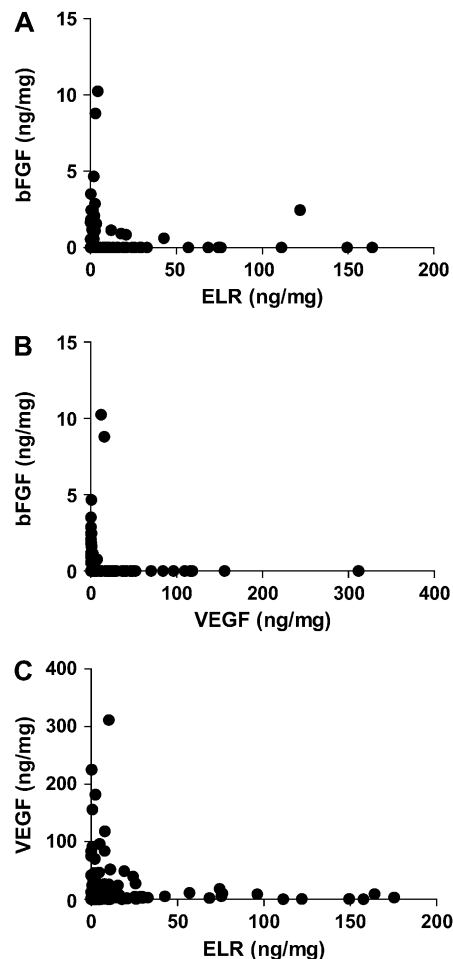 A
15
10
5
0
bFGF (ng/mg)
0 50 100 150 200
ELR (ng/mg)
B
15
10
5
0
bFGF (ng/mg)
0 100 200 300 400
VEGF (ng/mg)
C
400
300
200
100
0
VEGF (ng/mg)
0 50 100 150 200
ELR (ng/mg)